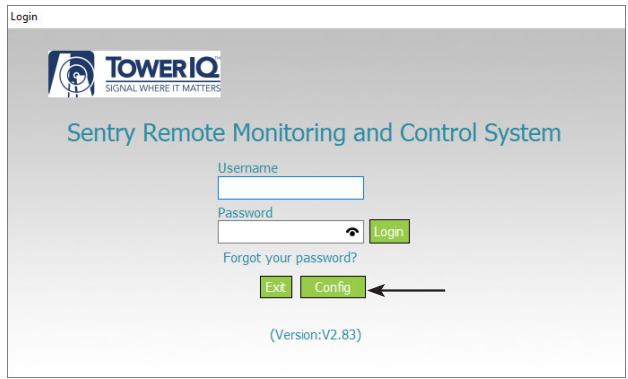 Login
TOWERIQ™
SIGNAL WHERE IT MATTERS
Sentry Remote Monitoring and Control System
Username
Password
Login
Forgot your password?
Exit Config
(Version:V2.83)